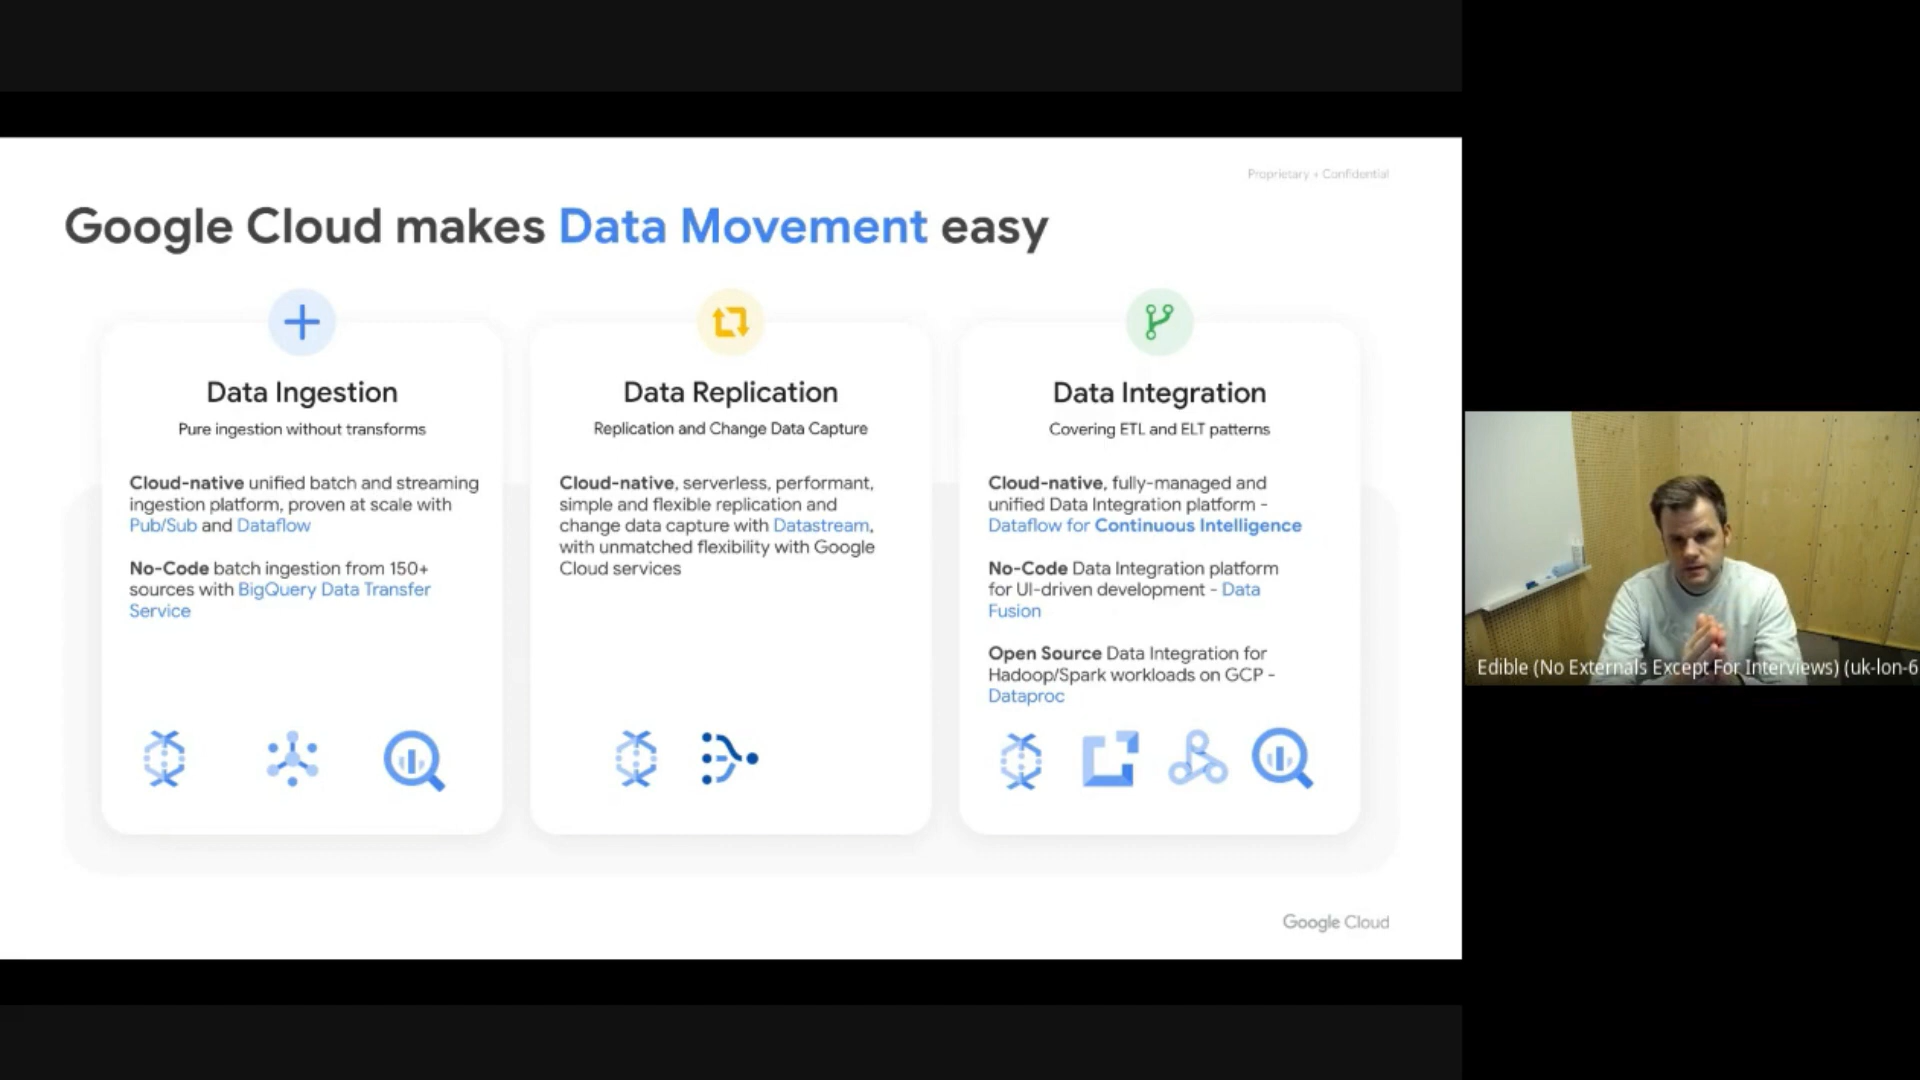 Proprietary + Confidential
Google Cloud makes Data Movement easy
Data Ingestion
Pure ingestion without transforms
Cloud-native unified batch and streaming
ingestion platform, proven at scale with
Pub/Sub and Dataflow
No-Code batch ingestion from 150+
sources with BigQuery Data Transfer
Service
Data Replication
Replication and Change Data Capture
Cloud-native, serverless, performant,
simple and flexible replication and
change data capture with Datastream,
with unmatched flexibility with Google
Cloud services
Data Integration
Covering ETL and ELT patterns
Cloud-native, fully-managed and
unified Data Integration platform -
Dataflow for Continuous Intelligence
No-Code Data Integration platform
for UI-driven development - Data
Fusion
Open Source Data Integration for
Hadoop/Spark workloads on GCP -
Dataproc
Google Cloud
Edible (No Externals Except For Interviews) (uk-lon-6